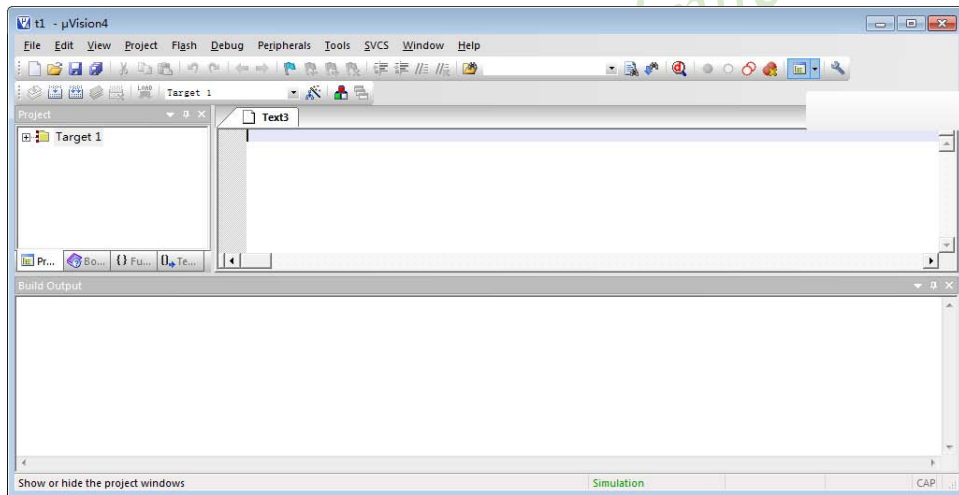 t1 - µVision4
File Edit View Project Flash Debug Peripherals Tools SVCS Window Help
LOAD Target 1
Project
Text3
Target 1
Pr... Bo... {} Fu... 0 Te...
Build Output
Show or hide the project windows Simulation CAP